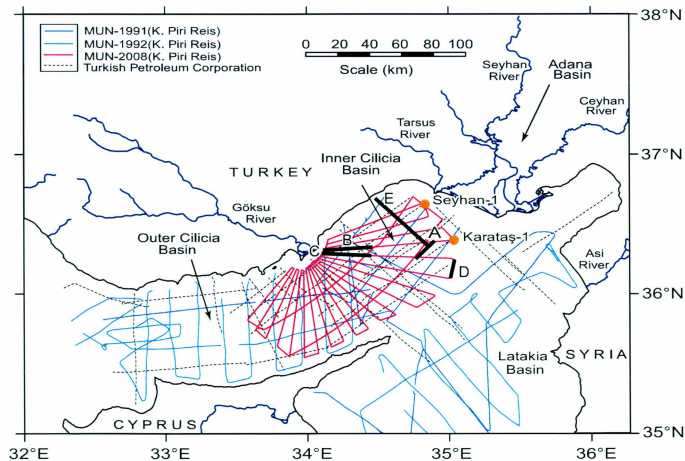 MUN-1991(K. Piri Reis)
MUN-1992(K. Piri Reis)
MUN-2008(K. Piri Reis)
Turkish Petroleum Corporation
0 20 40 60 80 100
Scale (km)
38°N
Seyhan
River
Adana
Basin
Ceyhan
River
Tarsus
River
37°N
TURKEY
Inner Cilicia
Basin
Göksu
River
E
Seyhan-1
Outer Cilicia
Basin
C
B
A
Karataş-1
D
Asi
River
36°N
Latakia
Basin
SYRIA
CYPRUS
35°N
32°E
33°E
34°E
35°E
36°E